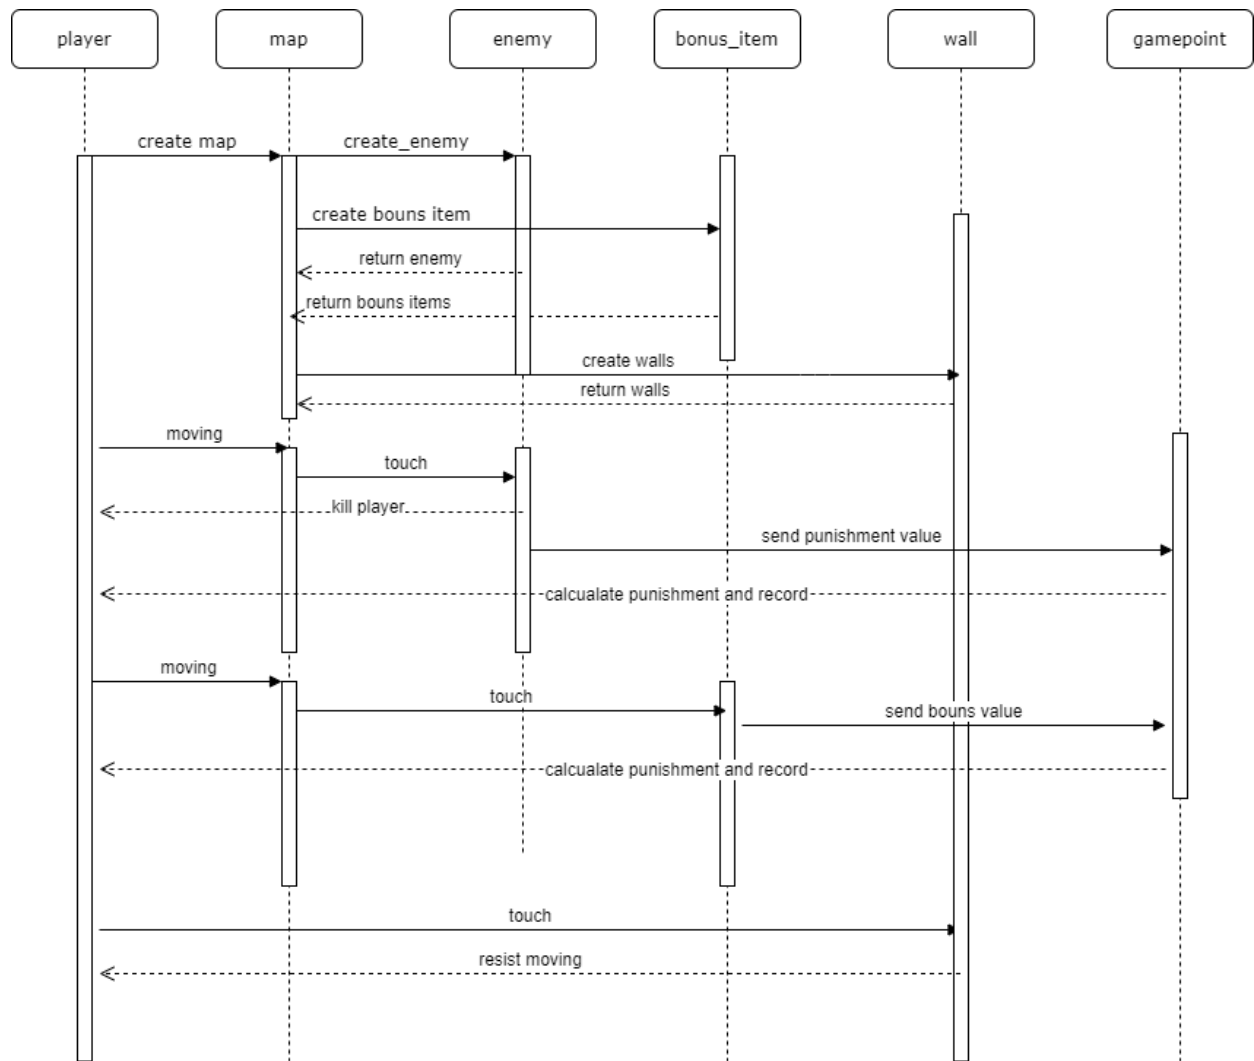 player
map
enemy
bonus_item
wall
gamepoint
create map
create_enemy
create bouns item
return enemy
return bouns items
create walls
return walls
moving
touch
kill player
send punishment value
calcualate punishment and record
moving
touch
send bouns value
calcualate punishment and record
touch
resist moving